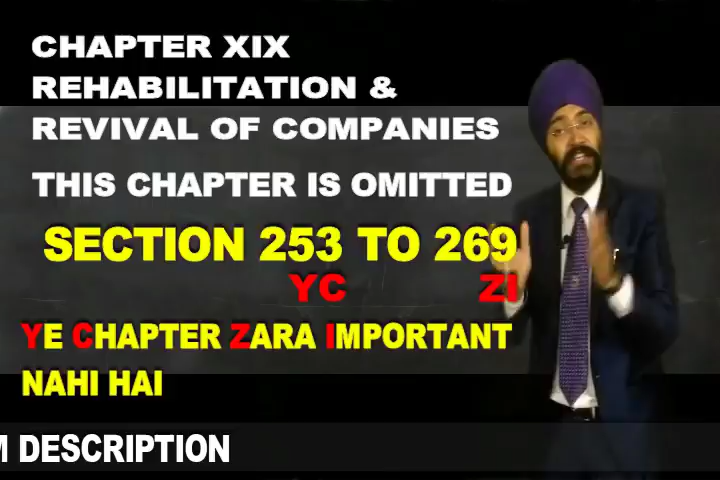 CHAPTER XIX
REHABILITATION &
REVIVAL OF COMPANIES
THIS CHAPTER IS OMITTED
SECTION 253 TO 269
YC ZI
YE CHAPTER ZARA IMPORTANT
NAHI HAI
DESCRIPTION